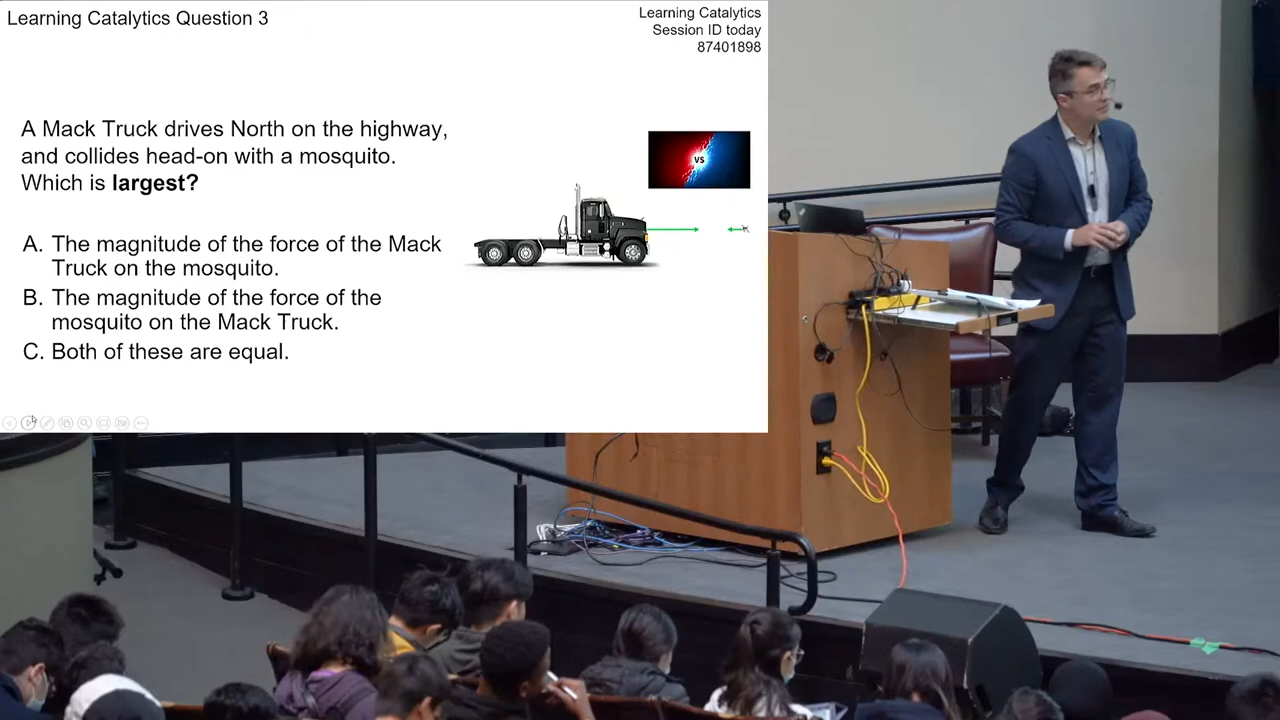 Learning Catalytics Question 3
Learning Catalytics
Session ID today
87401898
A Mack Truck drives North on the highway,
and collides head-on with a mosquito.
Which is largest?
VS
A. The magnitude of the force of the Mack
Truck on the mosquito.
B. The magnitude of the force of the
mosquito on the Mack Truck.
C. Both of these are equal.